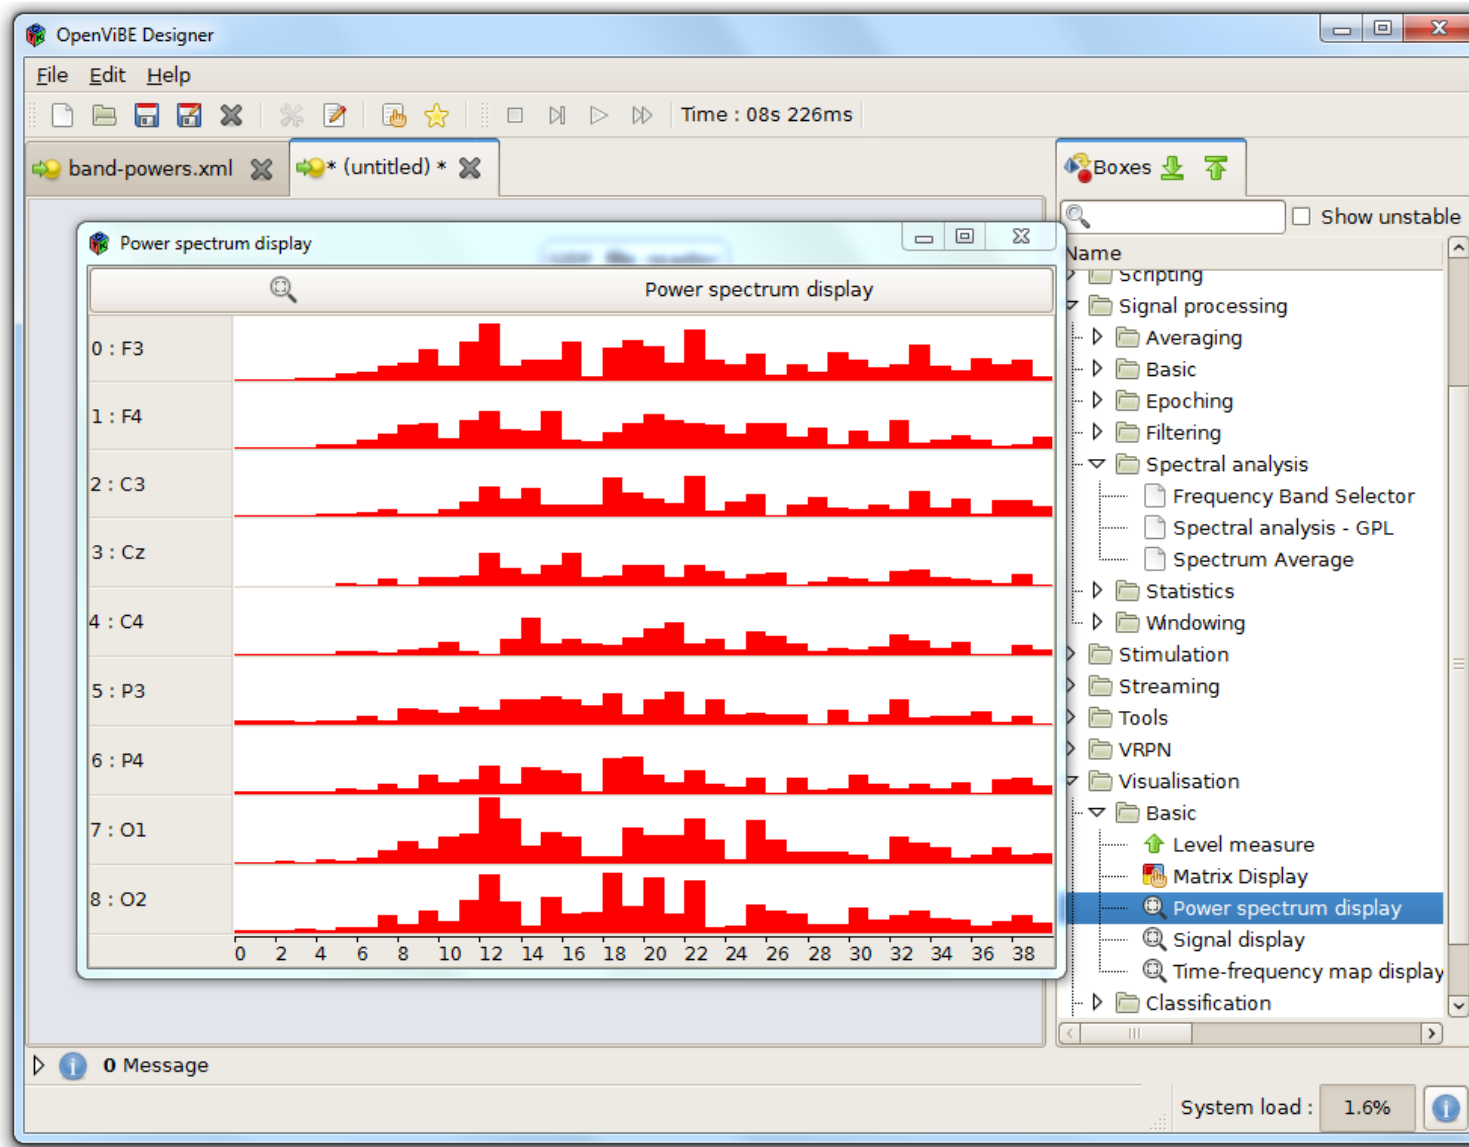 OpenViBE Designer
File Edit Help
Time : 08s 226ms
band-powers.xml
* (untitled) *
Boxes
Show unstable
Name
Scripting
Signal processing
Averaging
Basic
Epoching
Filtering
Spectral analysis
Frequency Band Selector
Spectral analysis - GPL
Spectrum Average
Statistics
Windowing
Stimulation
Streaming
Tools
VRPN
Visualisation
Basic
Level measure
Matrix Display
Power spectrum display
Signal display
Time-frequency map display
Classification
Power spectrum display
Power spectrum display
0 : F3
1 : F4
2 : C3
3 : Cz
4 : C4
5 : P3
6 : P4
7 : O1
8 : O2
0 2 4 6 8 10 12 14 16 18 20 22 24 26 28 30 32 34 36 38
0 Message
System load : 1.6%